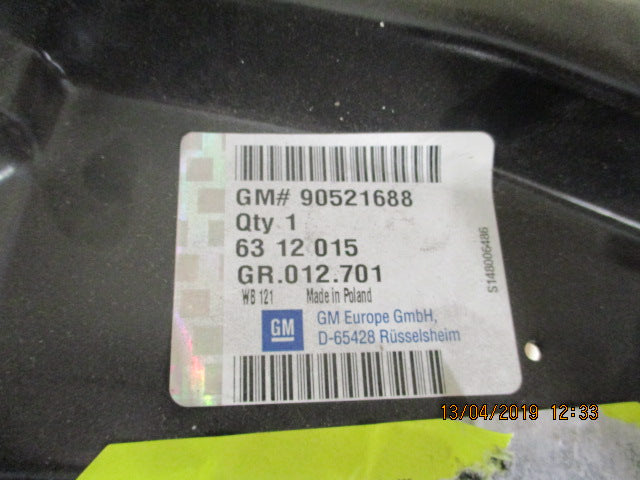 GM# 90521688
Qty 1
63 12 015
GR.012.701
WB 121 Made in Poland
GM
GM Europe GmbH,
D-65428 Rüsselsheim
S148006486
13/04/2019 12:33